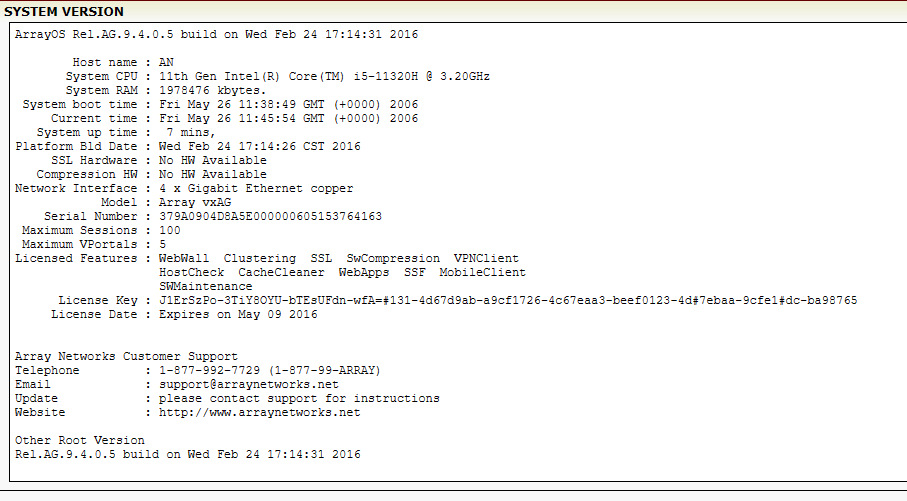 SYSTEM VERSION
ArrayOS Rel.AG.9.4.0.5 build on Wed Feb 24 17:14:31 2016
Host name : AN
System CPU : 11th Gen Intel(R) Core(TM) i5-11320H @ 3.20GHz
System RAM : 1978476 kbytes.
System boot time : Fri May 26 11:38:49 GMT (+0000) 2006
Current time : Fri May 26 11:45:54 GMT (+0000) 2006
System up time :  7 mins,
Platform Bld Date : Wed Feb 24 17:14:26 CST 2016
SSL Hardware : No HW Available
Compression HW : No HW Available
Network Interface : 4 x Gigabit Ethernet copper
Model : Array vxAG
Serial Number : 379A0904D8A5E000000605153764163
Maximum Sessions : 100
Maximum VPortals : 5
Licensed Features : WebWall  Clustering  SSL  SwCompression  VPNClient
HostCheck  CacheCleaner  WebApps  SSF  MobileClient
SWMaintenance
License Key : J1ErSzPo-3TiY8OYU-bTEsUFdn-wfA=#131-4d67d9ab-a9cf1726-4c67eaa3-beef0123-4d#7ebaa-9cfe1#dc-ba98765
License Date : Expires on May 09 2016
Array Networks Customer Support
Telephone : 1-877-992-7729 (1-877-99-ARRAY)
Email : support@arraynetworks.net
Update : please contact support for instructions
Website : http://www.arraynetworks.net
Other Root Version
Rel.AG.9.4.0.5 build on Wed Feb 24 17:14:31 2016